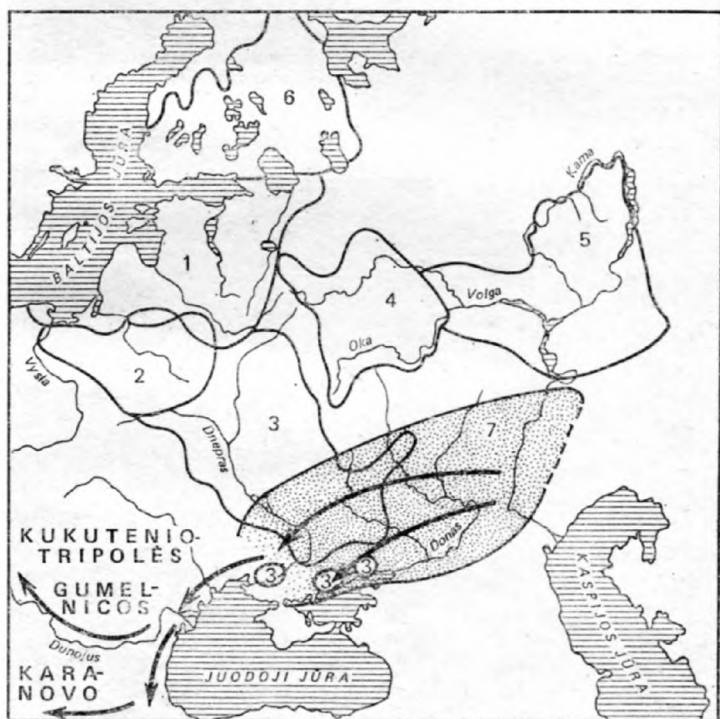 6
BALTIJOS JŪRA
Kama
5
1
4
Volga
Oka
2
Vysla
3
7
Dnepras
KUKUTENIO-
TRIPOLĖS
Donas
3
3
3
GUMEL-
NICOS
KASPIJOS JŪRA
Dunojus
KARA-
NOVO
JUODOJI JŪRA